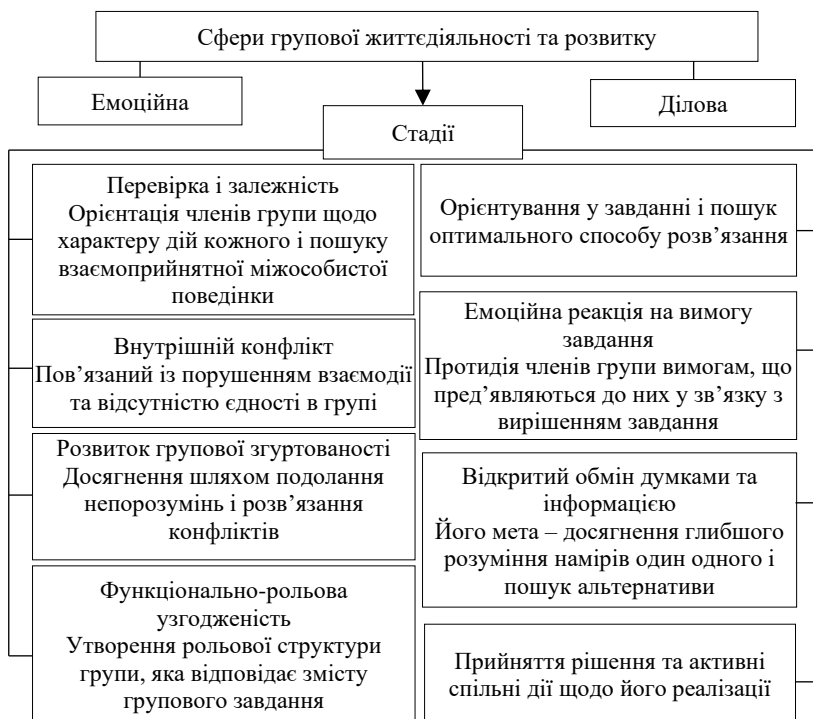 Сфери групової життєдіяльності та розвитку
Емоційна
Ділова
Стадії
Перевірка і залежність
Орієнтація членів групи щодо
характеру дій кожного і пошуку
взаємоприйнятної міжособистої
поведінки
Внутрішній конфлікт
Пов’язаний із порушенням взаємодії
та відсутністю єдності в групі
Розвиток групової згуртованості
Досягнення шляхом подолання
непорозумінь і розв’язання
конфліктів
Функціонально-рольова
узгодженість
Утворення рольової структури
групи, яка відповідає змісту
групового завдання
Орієнтування у завданні і пошук
оптимального способу розв’язання
Емоційна реакція на вимогу
завдання
Протидія членів групи вимогам, що
пред’являються до них у зв’язку з
вирішенням завдання
Відкритий обмін думками та
інформацією
Його мета – досягнення глибшого
розуміння намірів один одного і
пошук альтернативи
Прийняття рішення та активні
спільні дії щодо його реалізації